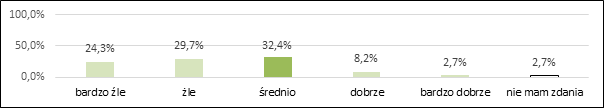 100,0%
50,0%
0,0%
24,3%
29,7%
32,4%
8,2%
2,7%
2,7%
bardzo źle
żle
średnio
dobrze
bardzo dobrze
nie mam zdania